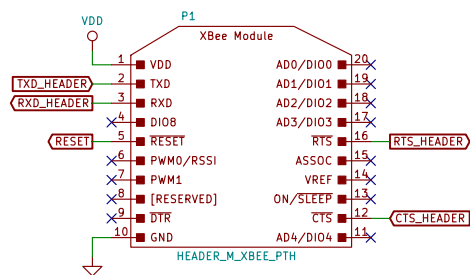 P1
VDD
XBee Module
1 VDD AD0/DIO0 20
TXD_HEADER 2 TXD AD1/DIO1 19
RXD_HEADER 3 RXD AD2/DIO2 18
4 DIO8 AD3/DIO3 17
RESET 5 RESET RTS 16 RTS_HEADER
6 PWM0/RSSI ASSOC 15
7 PWM1 VREF 14
8 [RESERVED] ON/SLEEP 13
9 DTR CTS 12 CTS_HEADER
10 GND AD4/DIO4 11
HEADER_M_XBEE_PTH